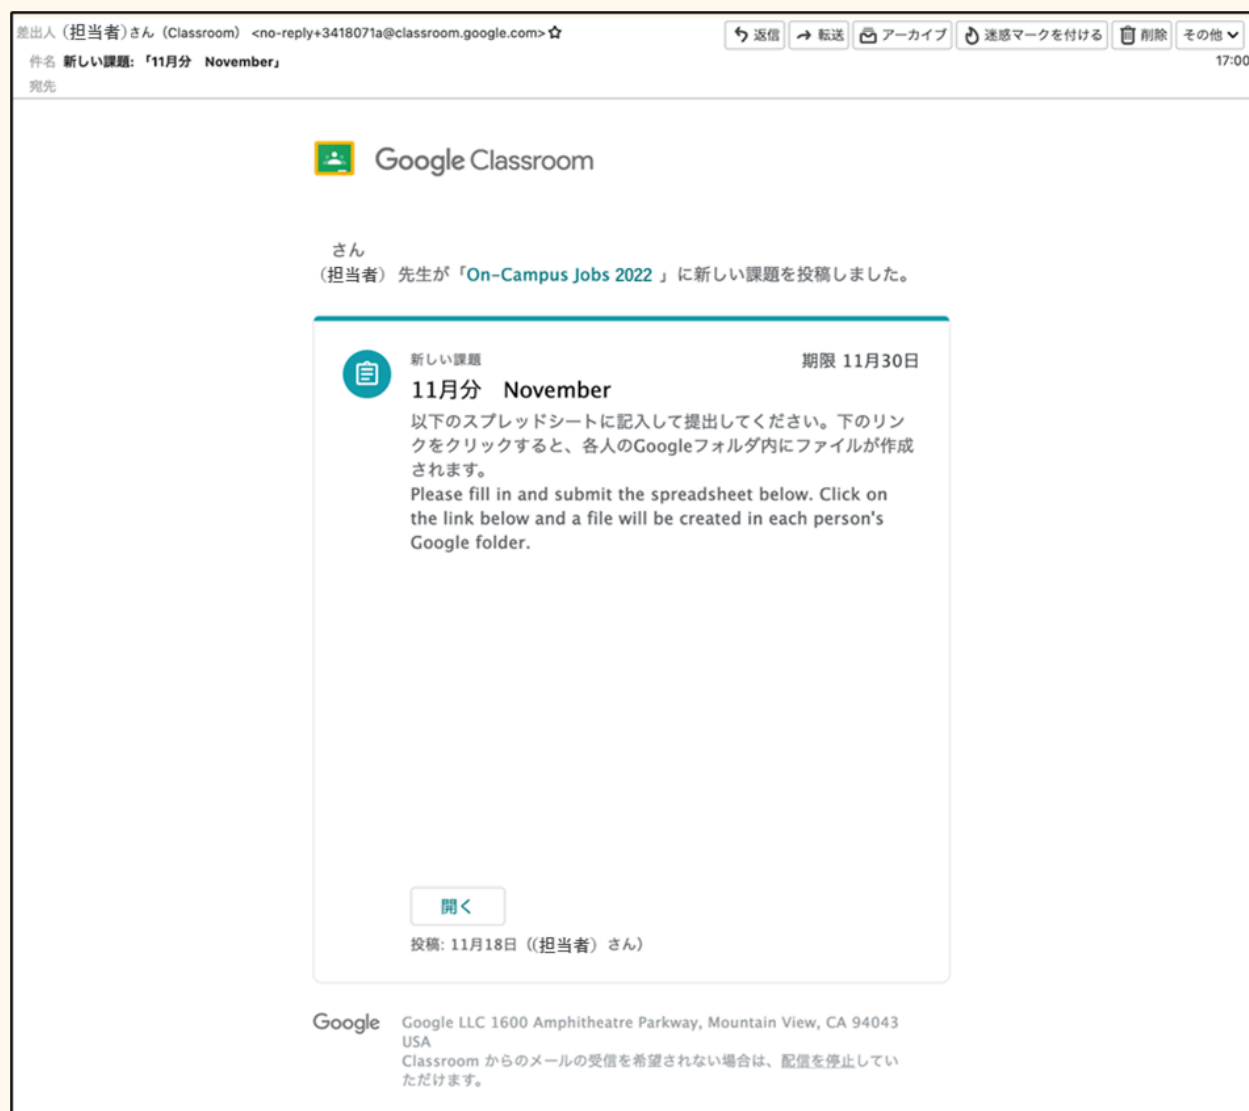 差出人 (担当者)さん (Classroom) <no-reply+3418071a@classroom.google.com>
返信 転送 アーカイブ 迷惑マークを付ける 削除 その他
件名 新しい課題: 「11月分 November」
17:00
宛先
Google Classroom
さん
(担当者) 先生が「On-Campus Jobs 2022 」に新しい課題を投稿しました。
新しい課題
期限 11月30日
11月分 November
以下のスプレッドシートに記入して提出してください。下のリン
クをクリックすると、各人のGoogleフォルダ内にファイルが作成
されます。
Please fill in and submit the spreadsheet below. Click on
the link below and a file will be created in each person's
Google folder.
開く
投稿: 11月18日 ((担当者) さん)
Google
Google LLC 1600 Amphitheatre Parkway, Mountain View, CA 94043
USA
Classroom からのメールの受信を希望されない場合は、配信を停止してい
ただけます。